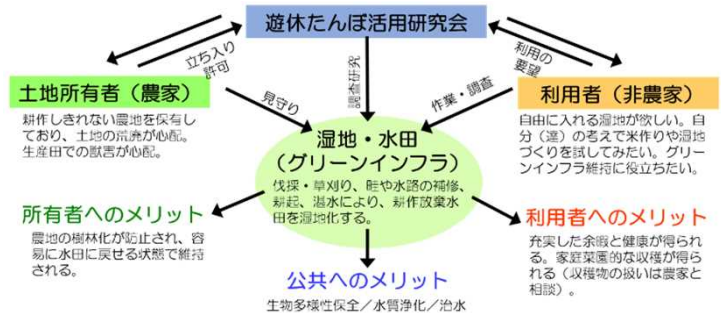 遊休たんぼ活用研究会
立ち入り
許可
調査研究
利用の
要望
土地所有者（農家）
耕作しきれない農地を保有し
ており、土地の荒廃が心配。
生産田での獣害が心配。
見守り
作業・調査
利用者（非農家）
自由に入れる湿地が欲しい。自
分（達）の考えで米作りや湿地
づくりを試してみたい。グリー
ンインフラ維持に役立ちたい。
湿地・水田
（グリーンインフラ）
伐採・草刈り、畦や水路の補修、
耕起、湛水により、耕作放棄水
田を湿地化する。
所有者へのメリット
農地の樹林化が防止され、容
易に水田に戻せる状態で維持
される。
公共へのメリット
生物多様性保全／水質浄化／治水
利用者へのメリット
充実した余暇と健康が得られ
る。家庭菜園的な収穫が得
られる（収穫物の扱いは農家と
相談）。